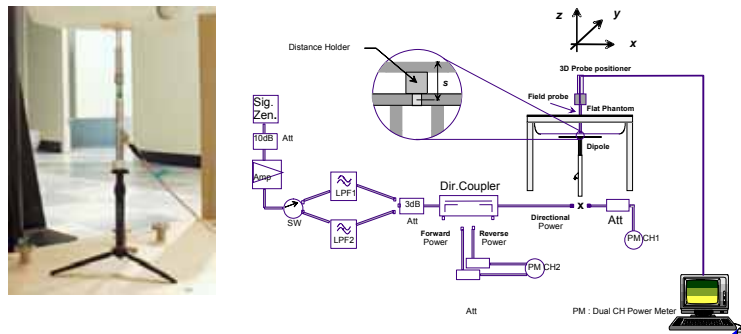 z
y
x
Distance Holder
s
3D Probe positioner
Field probe
Flat Phantom
Dipole
Sig.
Zen.
10dB
Att
Amp
SW
LPF1
LPF2
3dB
Att
Dir.Coupler
Forward
Power
Reverse
Power
Directional
Power
x
Att
PM CH1
PM CH2
Att
PM : Dual CH Power Meter